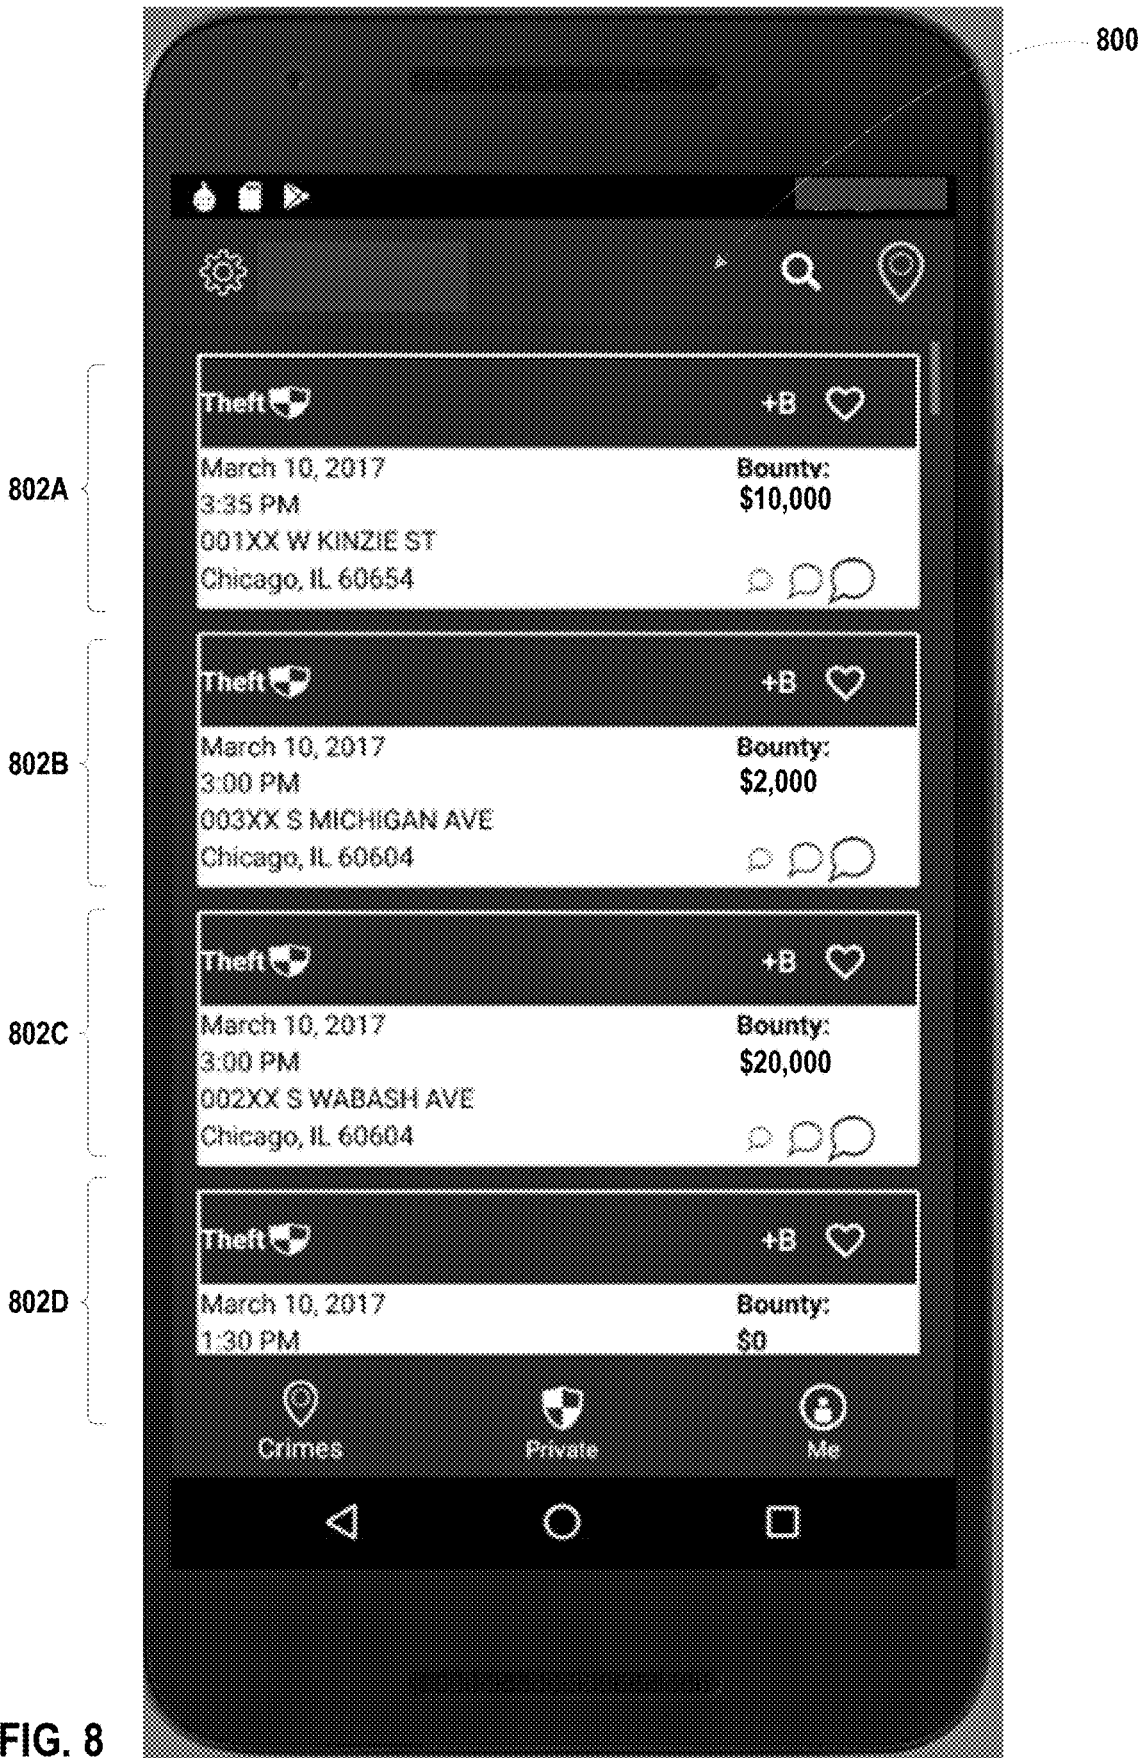 800
Theft +B
802A
March 10, 2017 Bounty:
3:35 PM $10,000
001XX W KINZIE ST
Chicago, IL 60654
Theft +B
802B
March 10, 2017 Bounty:
3:00 PM $2,000
003XX S MICHIGAN AVE
Chicago, IL 60604
Theft +B
802C
March 10, 2017 Bounty:
3:00 PM $20,000
002XX S WABASH AVE
Chicago, IL 60604
Theft +B
802D
March 10, 2017 Bounty:
1:30 PM $0
Crimes Private Me
FIG. 8